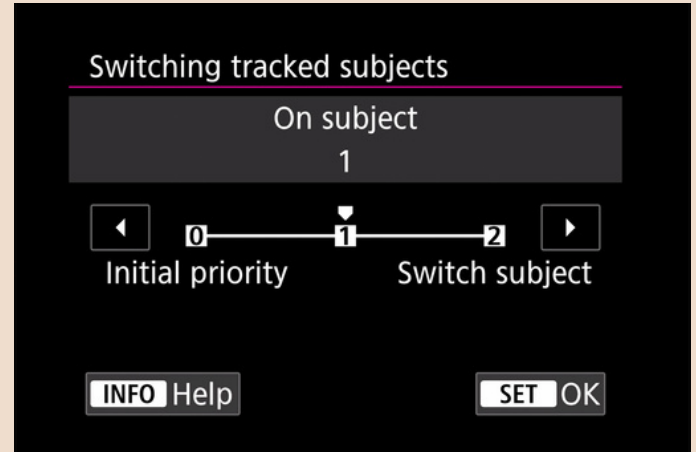 Switching tracked subjects
On subject
1
0 1 2
Initial priority Switch subject
INFO Help SET OK